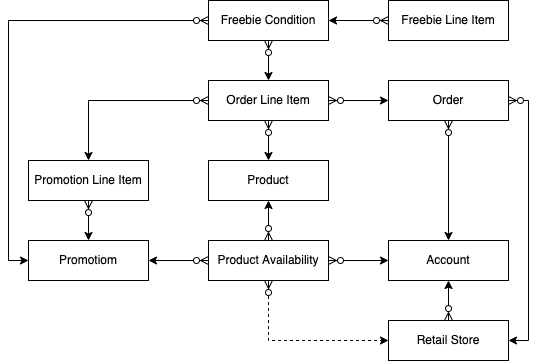 Freebie Condition
Freebie Line Item
Order Line Item
Order
Promotion Line Item
Product
Promotiom
Product Availability
Account
Retail Store